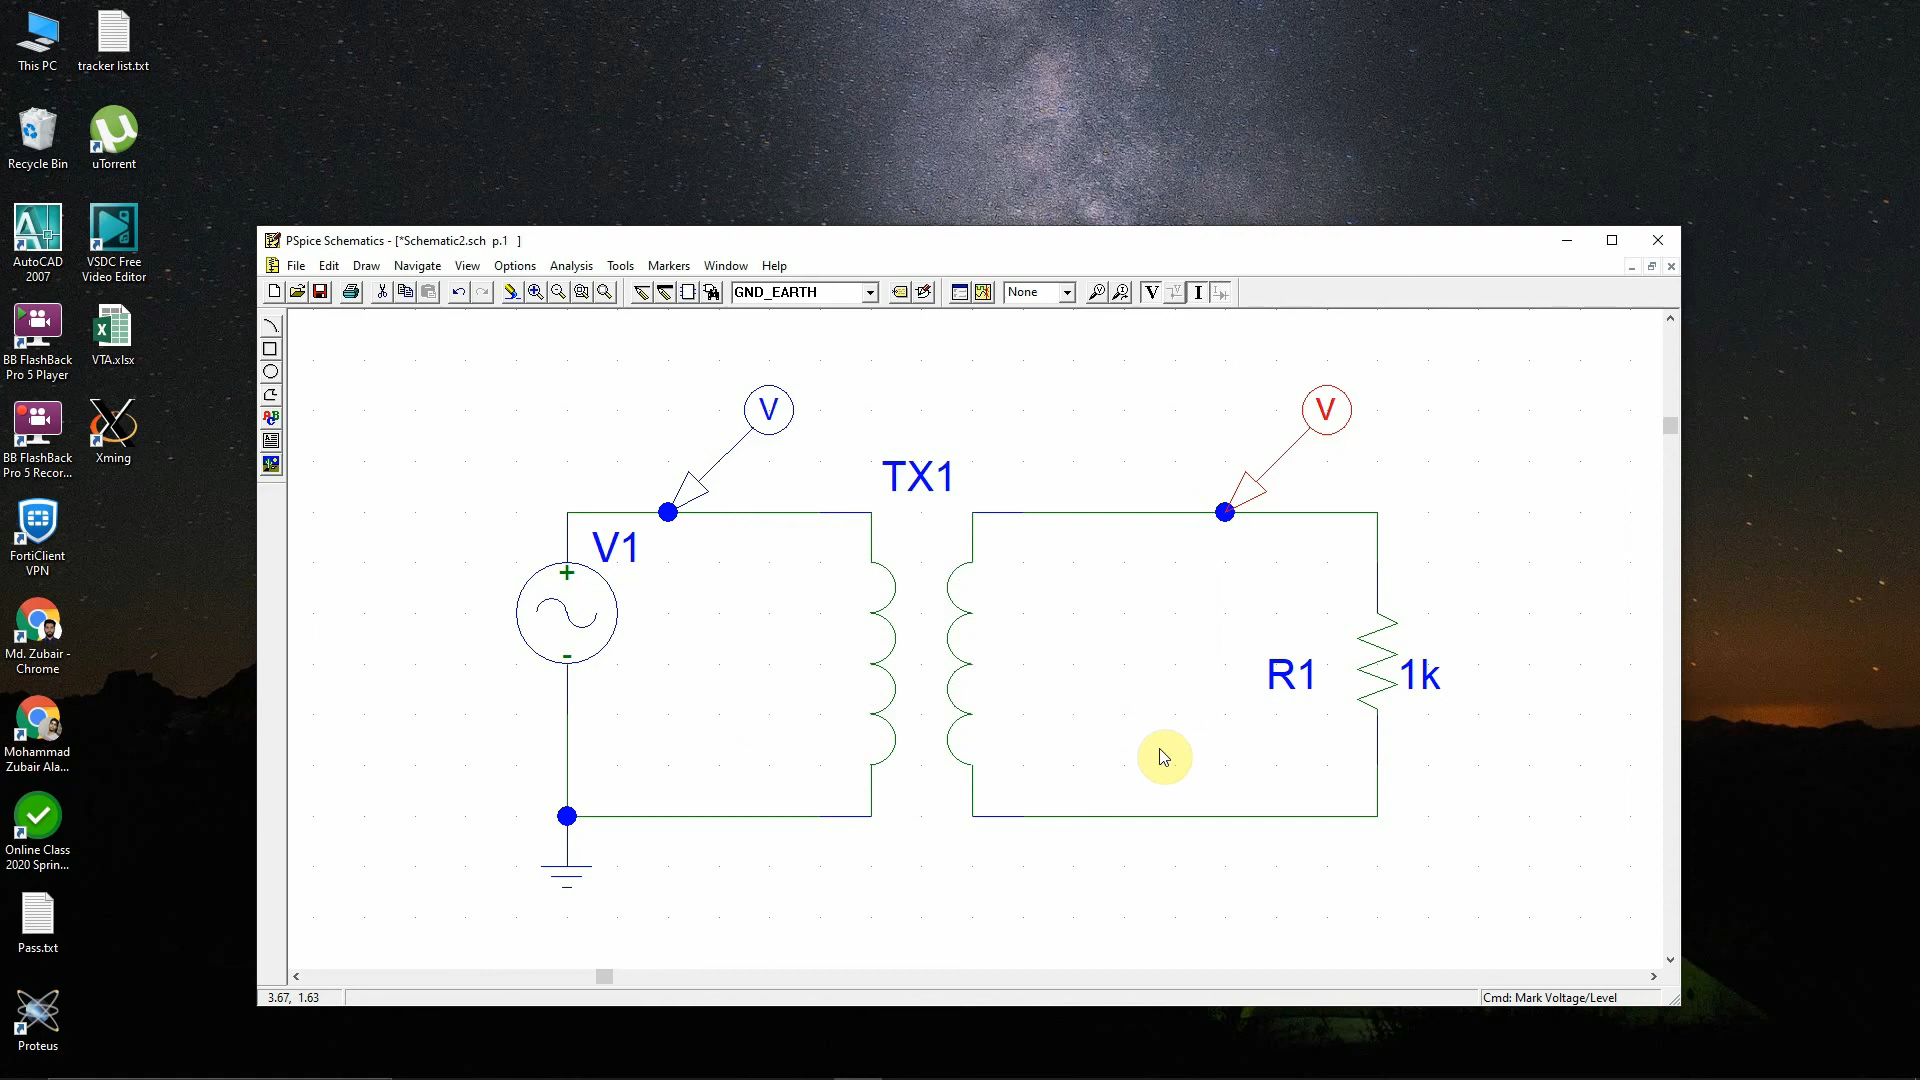 This PC
tracker list.txt
Recycle Bin
uTorrent
AutoCAD
2007
VSDC Free
Video Editor
BB FlashBack
Pro 5 Player
VTA.xlsx
BB FlashBack
Pro 5 Recor...
Xming
FortiClient
VPN
Md. Zubair -
Chrome
Mohammad
Zubair Ala...
Online Class
2020 Sprin...
Pass.txt
Proteus
PSpice Schematics - [*Schematic2.sch p.1 ]
File Edit Draw Navigate View Options Analysis Tools Markers Window Help
GND_EARTH
None
V
I
V
V
TX1
V1
+
-
R1
1k
3.67, 1.63
Cmd: Mark Voltage/Level